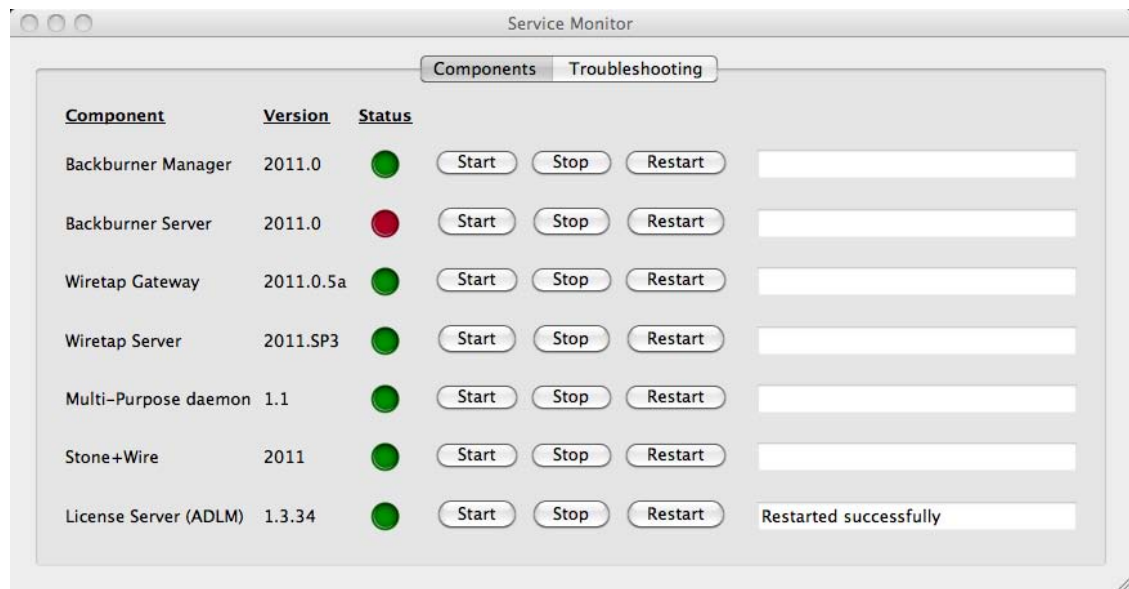 Service Monitor
Components Troubleshooting
Component Version Status
Backburner Manager 2011.0 Start Stop Restart
Backburner Server 2011.0 Start Stop Restart
Wiretap Gateway 2011.0.5a Start Stop Restart
Wiretap Server 2011.SP3 Start Stop Restart
Multi-Purpose daemon 1.1 Start Stop Restart
Stone+Wire 2011 Start Stop Restart
License Server (ADLM) 1.3.34 Start Stop Restart Restarted successfully